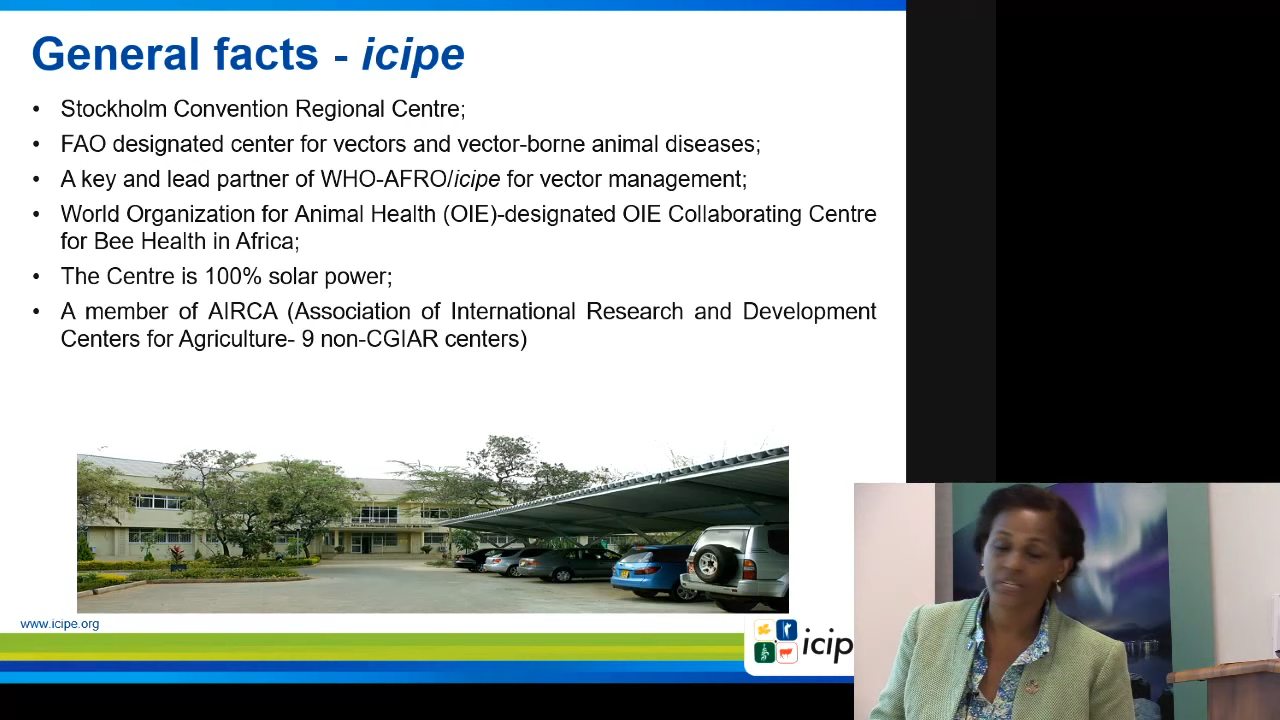 General facts - icipe
• Stockholm Convention Regional Centre;
• FAO designated center for vectors and vector-borne animal diseases;
• A key and lead partner of WHO-AFRO/icipe for vector management;
• World Organization for Animal Health (OIE)-designated OIE Collaborating Centre
for Bee Health in Africa;
• The Centre is 100% solar power;
• A member of AIRCA (Association of International Research and Development
Centers for Agriculture- 9 non-CGIAR centers)
www.icipe.org
icip